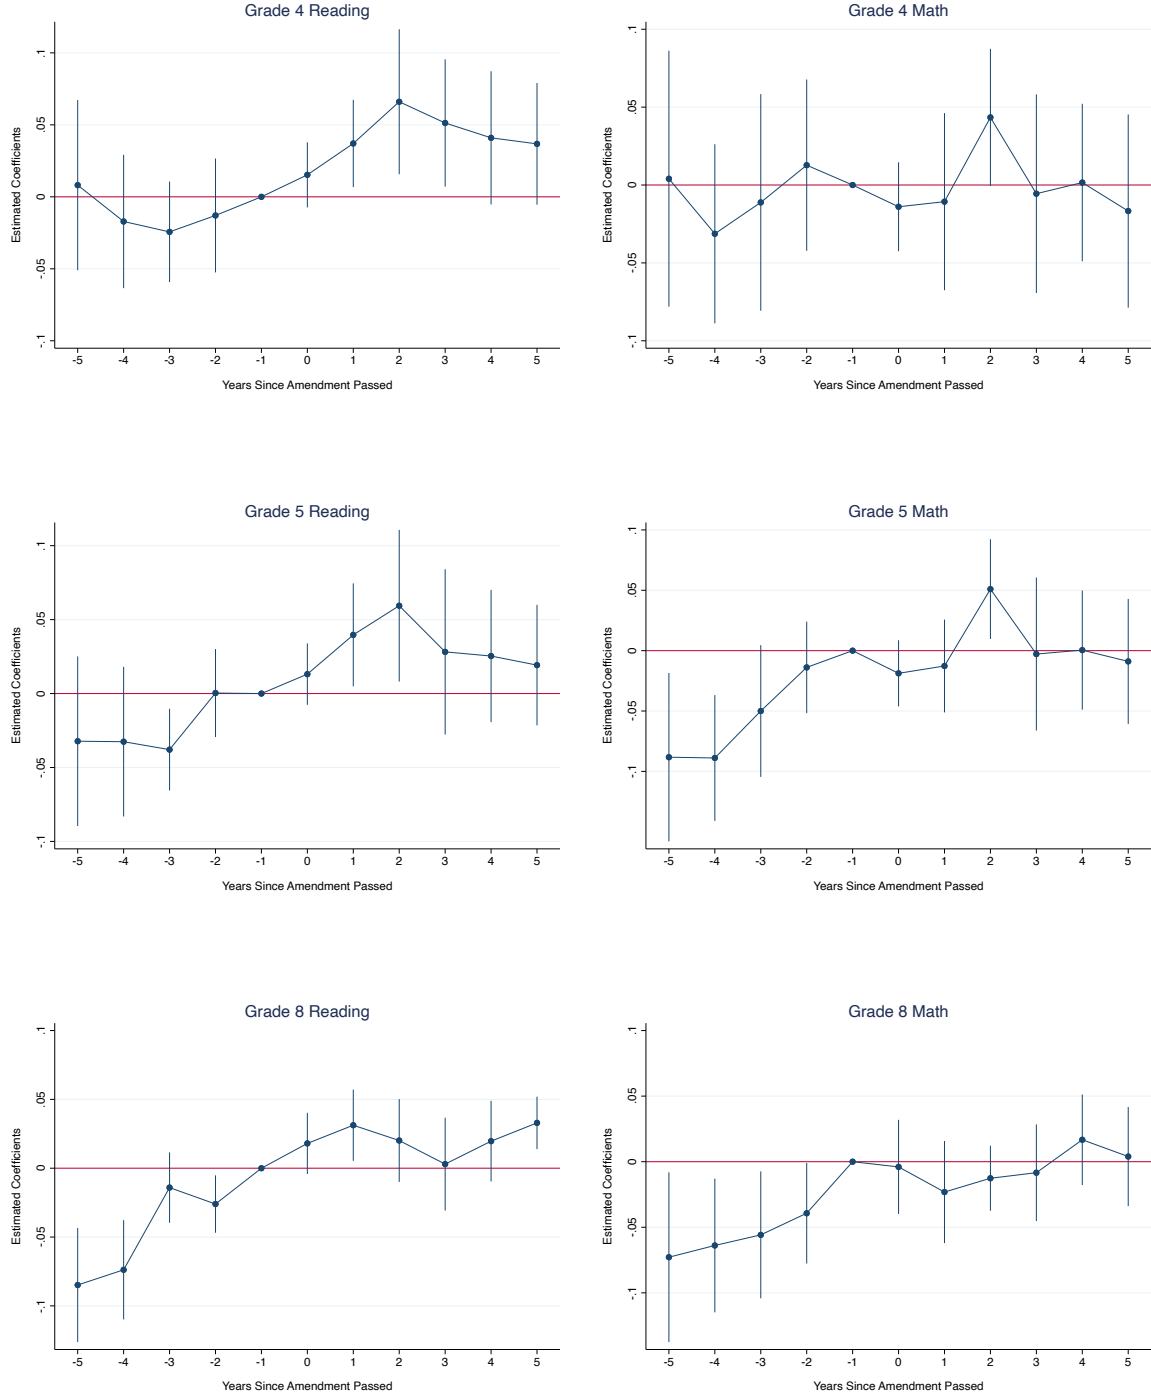 Grade 4 Reading
Estimated Coefficients
.1
.05
0
-.05
-.1
-5 -4 -3 -2 -1 0 1 2 3 4 5
Years Since Amendment Passed
Grade 4 Math
Estimated Coefficients
.1
.05
0
-.05
-.1
-5 -4 -3 -2 -1 0 1 2 3 4 5
Years Since Amendment Passed
Grade 5 Reading
Estimated Coefficients
.1
.05
0
-.05
-.1
-5 -4 -3 -2 -1 0 1 2 3 4 5
Years Since Amendment Passed
Grade 5 Math
Estimated Coefficients
.1
.05
0
-.05
-.1
-5 -4 -3 -2 -1 0 1 2 3 4 5
Years Since Amendment Passed
Grade 8 Reading
Estimated Coefficients
.1
.05
0
-.05
-.1
-5 -4 -3 -2 -1 0 1 2 3 4 5
Years Since Amendment Passed
Grade 8 Math
Estimated Coefficients
.1
.05
0
-.05
-.1
-5 -4 -3 -2 -1 0 1 2 3 4 5
Years Since Amendment Passed